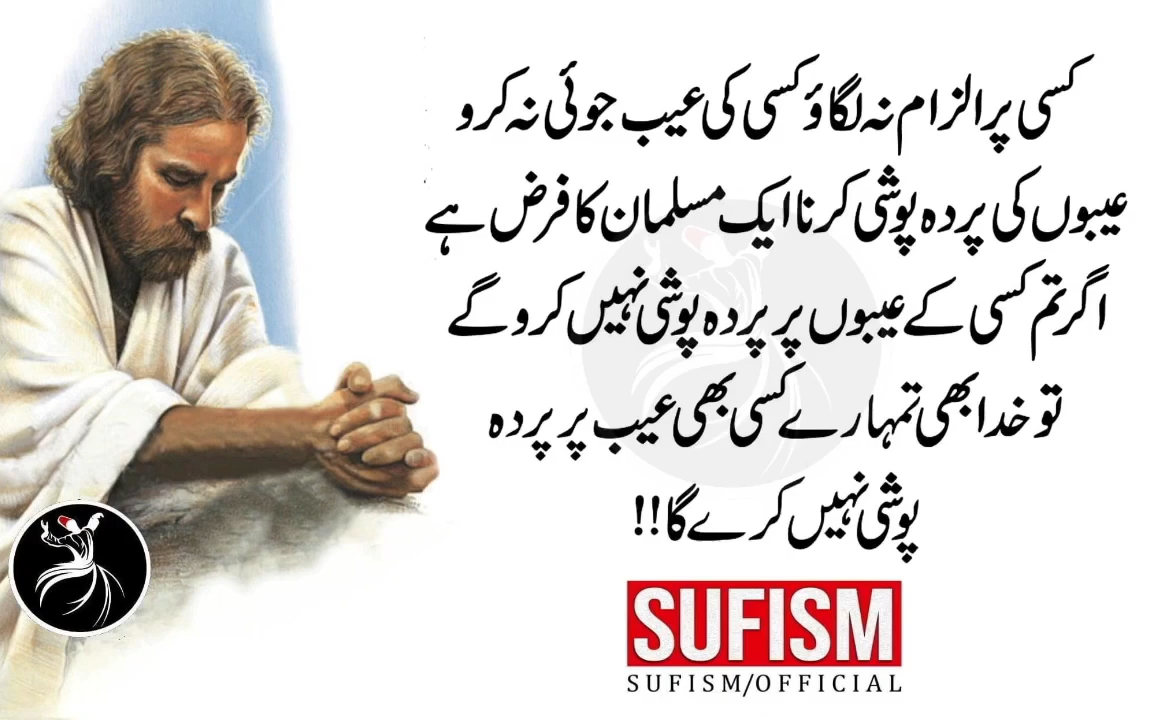 کسی پر الزام نہ لگاؤ کسی کی عیب جوئی نہ کرو
عیبوں کی پردہ پوشی کرنا ایک مسلمان کا فرض ہے
اگر تم کسی کے عیبوں پر پردہ پوشی نہیں کرو گے
تو خدا بھی تمہارے کسی بھی عیب پر پردہ
پوشی نہیں کرے گا!!
SUFISM
SUFISM/OFFICIAL